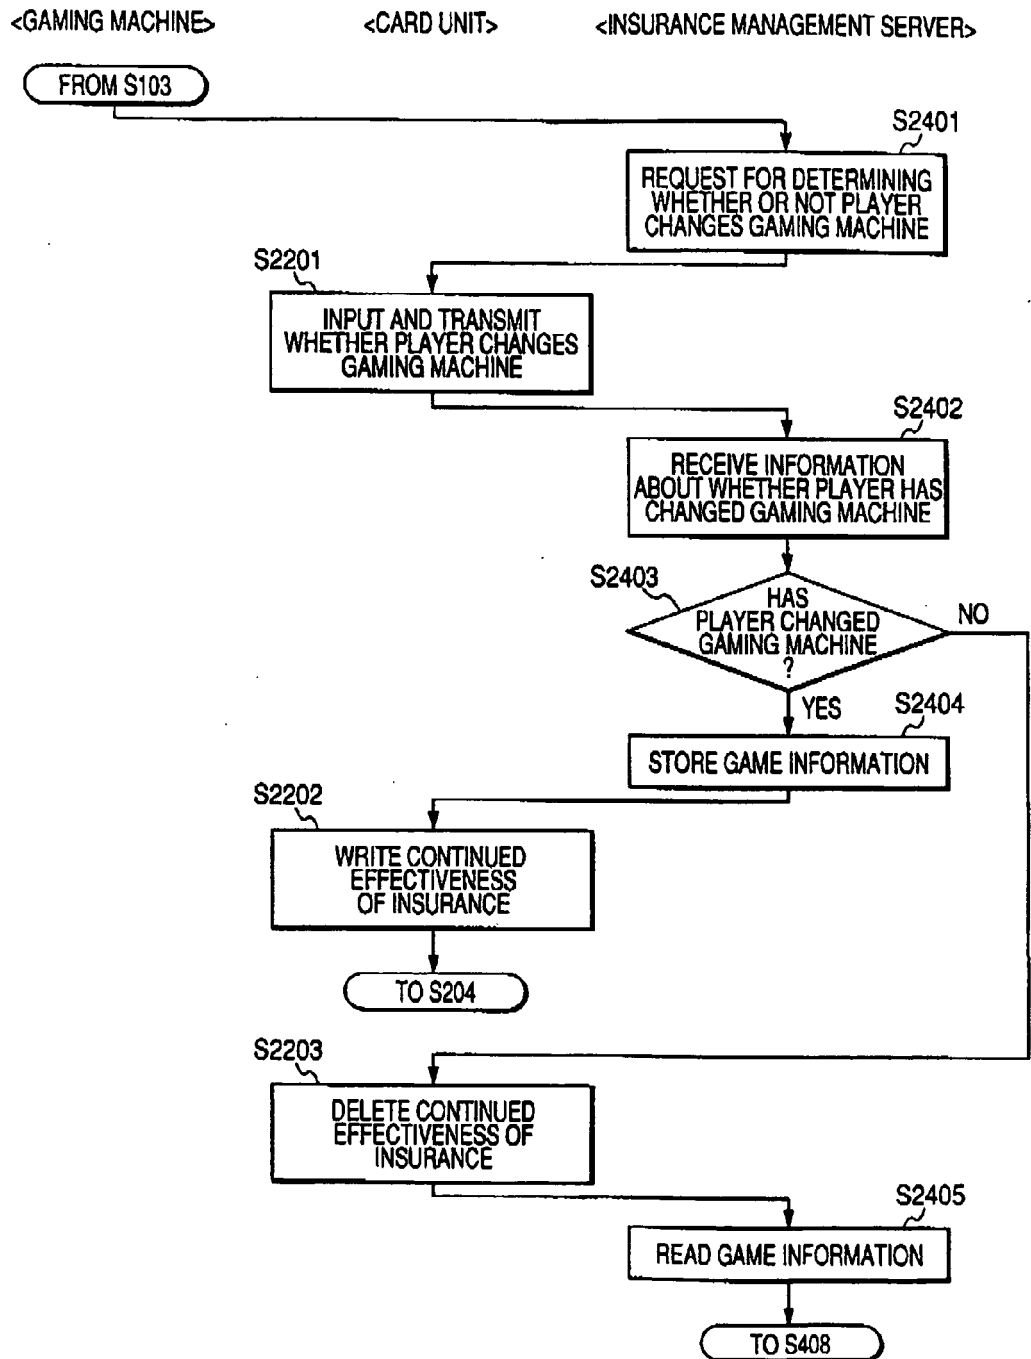 <GAMING MACHINE> <CARD UNIT> <INSURANCE MANAGEMENT SERVER>
FROM S103
S2401
REQUEST FOR DETERMINING
WHETHER OR NOT PLAYER
CHANGES GAMING MACHINE
S2201
INPUT AND TRANSMIT
WHETHER PLAYER CHANGES
GAMING MACHINE
S2402
RECEIVE INFORMATION
ABOUT WHETHER PLAYER HAS
CHANGED GAMING MACHINE
S2403
HAS
PLAYER CHANGED
GAMING MACHINE
?
NO
YES
S2404
STORE GAME INFORMATION
S2202
WRITE CONTINUED
EFFECTIVENESS
OF INSURANCE
TO S204
S2203
DELETE CONTINUED
EFFECTIVENESS OF
INSURANCE
S2405
READ GAME INFORMATION
TO S408